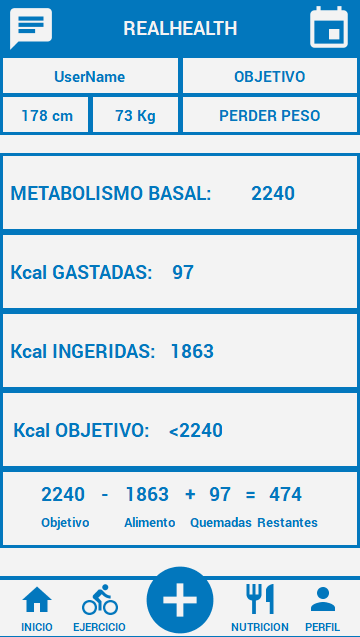 REALHEALTH
UserName OBJETIVO
178 cm 73 Kg PERDER PESO
METABOLISMO BASAL: 2240
Kcal GASTADAS: 97
Kcal INGERIDAS: 1863
Kcal OBJETIVO: <2240
2240 - 1863 + 97 = 474
Objetivo Alimento Quemadas Restantes
INICIO EJERCICIO NUTRICION PERFIL